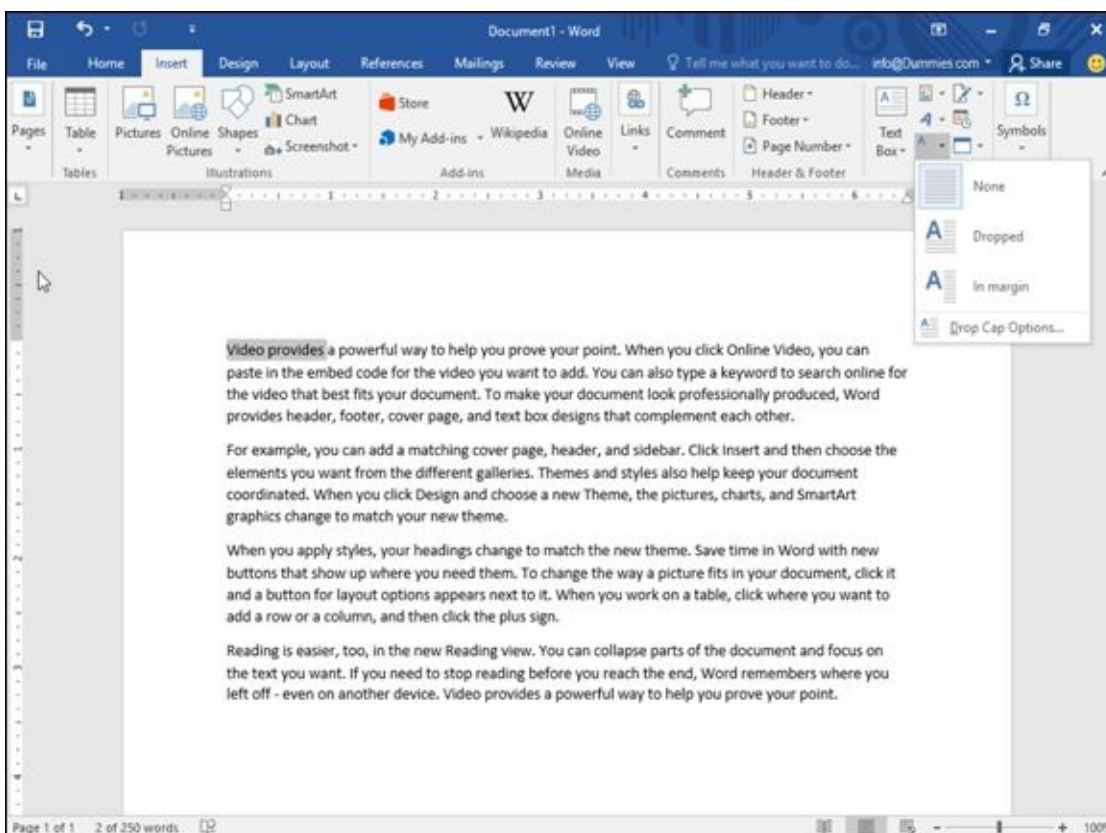 Document1 - Word
File Home Insert Design Layout References Mailings Review View Tell me what you want to do... info@Dummies.com Share
Pages Table Pictures Online Pictures Shapes SmartArt Chart Screenshot Store My Add-ins Wikipedia Online Video Links Comment Header Footer Page Number Text Box Symbols
Tables Illustrations Add-ins Media Comments Header & Footer
None
Dropped
In margin
Drop Cap Options...
Video provides a powerful way to help you prove your point. When you click Online Video, you can
paste in the embed code for the video you want to add. You can also type a keyword to search online for
the video that best fits your document. To make your document look professionally produced, Word
provides header, footer, cover page, and text box designs that complement each other.
For example, you can add a matching cover page, header, and sidebar. Click Insert and then choose the
elements you want from the different galleries. Themes and styles also help keep your document
coordinated. When you click Design and choose a new Theme, the pictures, charts, and SmartArt
graphics change to match your new theme.
When you apply styles, your headings change to match the new theme. Save time in Word with new
buttons that show up where you need them. To change the way a picture fits in your document, click it
and a button for layout options appears next to it. When you work on a table, click where you want to
add a row or a column, and then click the plus sign.
Reading is easier, too, in the new Reading view. You can collapse parts of the document and focus on
the text you want. If you need to stop reading before you reach the end, Word remembers where you
left off - even on another device. Video provides a powerful way to help you prove your point.
Page 1 of 1 2 of 250 words 100%